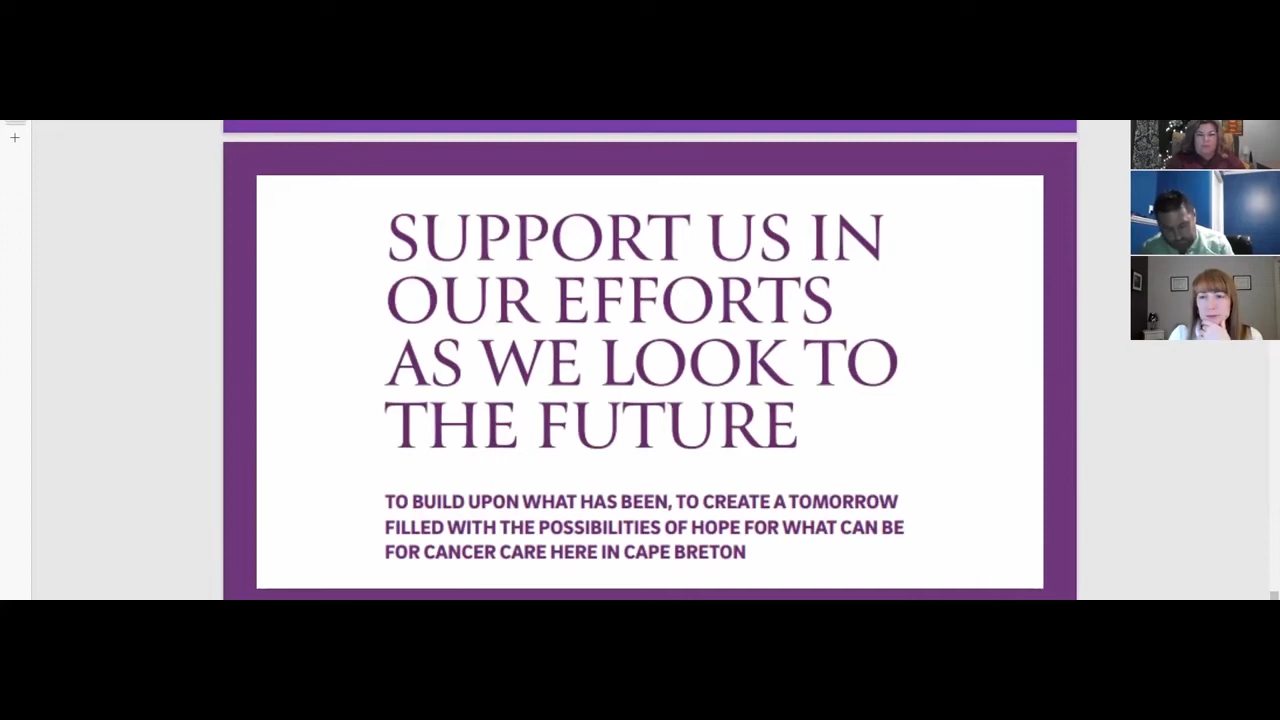 SUPPORT US IN
OUR EFFORTS
AS WE LOOK TO
THE FUTURE
TO BUILD UPON WHAT HAS BEEN, TO CREATE A TOMORROW
FILLED WITH THE POSSIBILITIES OF HOPE FOR WHAT CAN BE
FOR CANCER CARE HERE IN CAPE BRETON